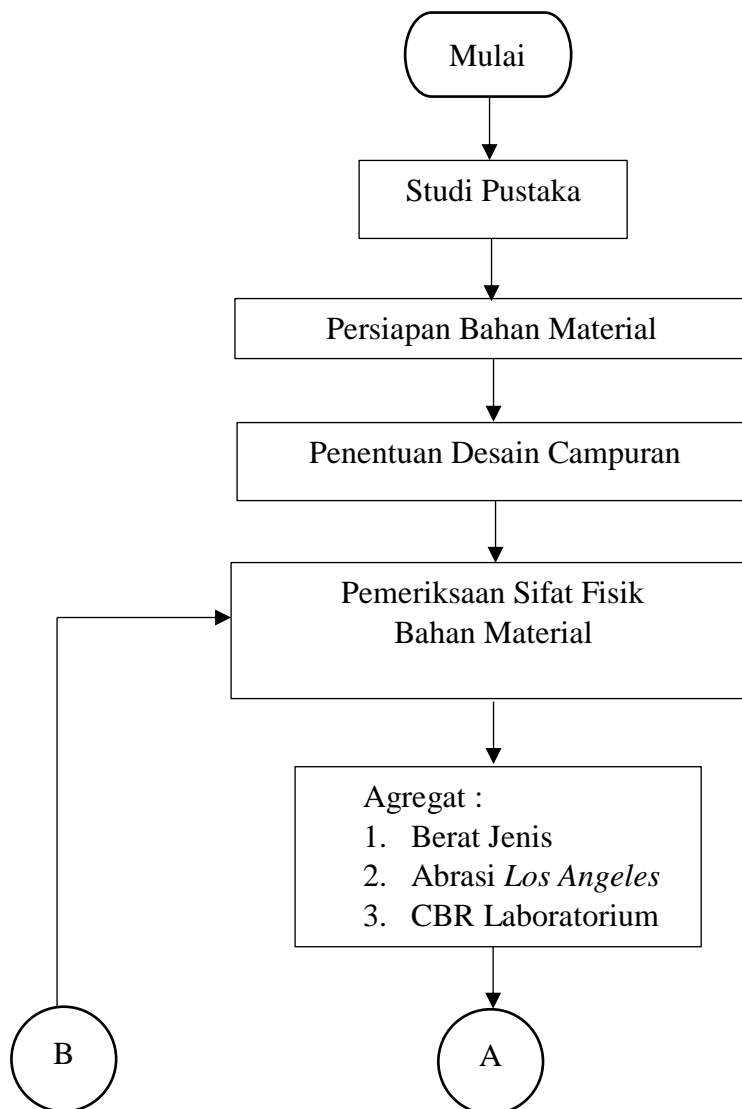 Mulai
Studi Pustaka
Persiapan Bahan Material
Penentuan Desain Campuran
Pemeriksaan Sifat Fisik
Bahan Material
Agregat :
1. Berat Jenis
2. Abrasi Los Angeles
3. CBR Laboratorium
B
A